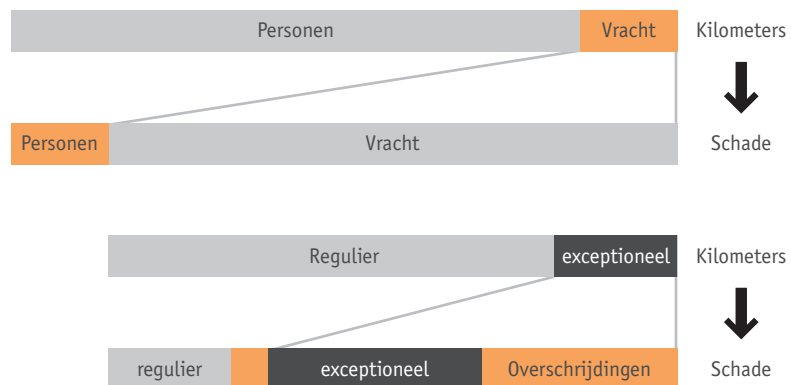 Personen Vracht Kilometers
Personen Vracht Schade
Regulier exceptioneel Kilometers
regulier exceptioneel Overschrijdingen Schade